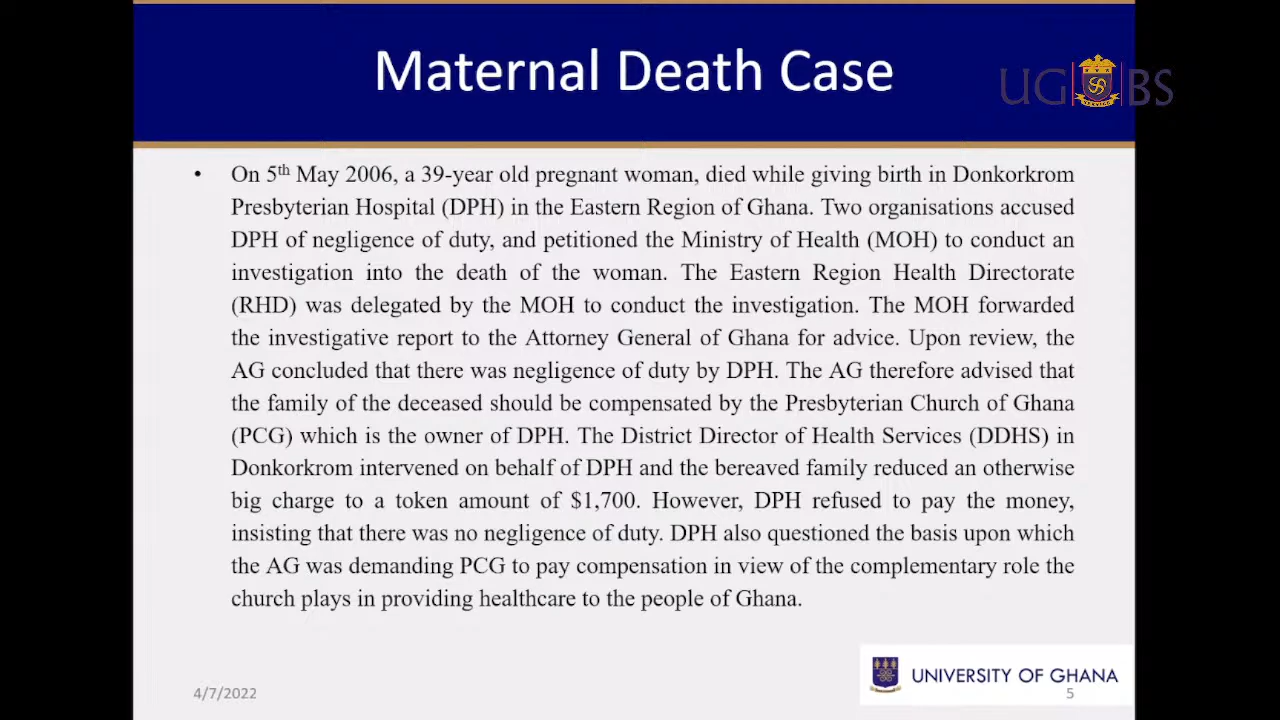 Maternal Death Case
UG BS
• On 5th May 2006, a 39-year old pregnant woman, died while giving birth in Donkorkrom
Presbyterian Hospital (DPH) in the Eastern Region of Ghana. Two organisations accused
DPH of negligence of duty, and petitioned the Ministry of Health (MOH) to conduct an
investigation into the death of the woman. The Eastern Region Health Directorate
(RHD) was delegated by the MOH to conduct the investigation. The MOH forwarded
the investigative report to the Attorney General of Ghana for advice. Upon review, the
AG concluded that there was negligence of duty by DPH. The AG therefore advised that
the family of the deceased should be compensated by the Presbyterian Church of Ghana
(PCG) which is the owner of DPH. The District Director of Health Services (DDHS) in
Donkorkrom intervened on behalf of DPH and the bereaved family reduced an otherwise
big charge to a token amount of $1,700. However, DPH refused to pay the money,
insisting that there was no negligence of duty. DPH also questioned the basis upon which
the AG was demanding PCG to pay compensation in view of the complementary role the
church plays in providing healthcare to the people of Ghana.
UNIVERSITY OF GHANA
4/7/2022
5